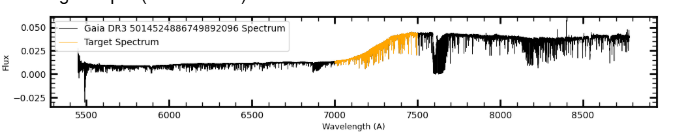 Gaia DR3 5014524886749892096 Spectrum
Target Spectrum
0.050
0.025
0.000
−0.025
Flux
5500 6000 6500 7000 7500 8000 8500
Wavelength (A)